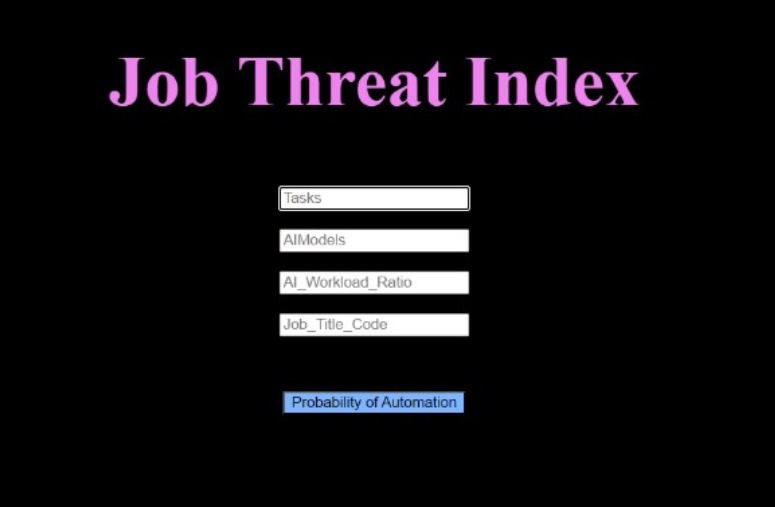 Job Threat Index
Tasks
AIModels
AI_Workload_Ratio
Job_Title_Code
Probability of Automation